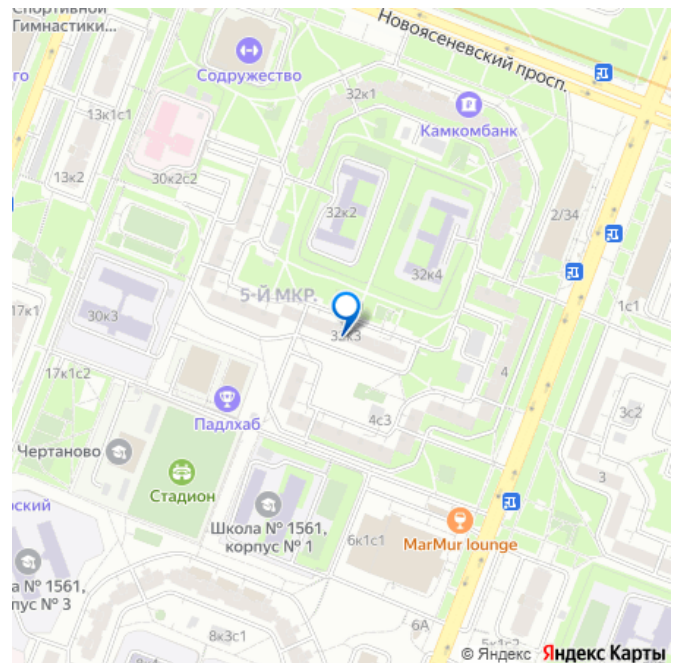 Спортивной
Гимнастики...
Новоясеневский просп.
Содружество
ого
32к1
Камкомбанк
13к1с1
13к2
30к2с2
32к2
2/34
32к4
5-Й МКР.
1с1
17к1
30к3
32к3
17к1с2
4
Падлхаб
4с3
3с2
Чертаново
3
Стадион
рский
Школа № 1561,
корпус № 1
6к1с1
MarMur lounge
а № 1561,
пус № 3
8к3с1
6А
© Яндекс Яндекс Карты